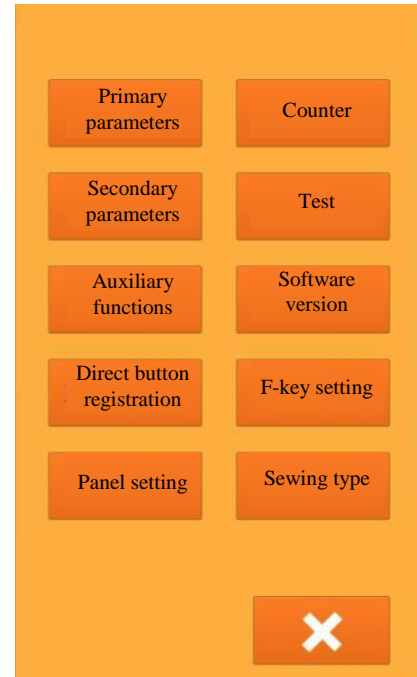 Primary
parameters
Counter
Secondary
parameters
Test
Auxiliary
functions
Software
version
Direct button
registration
F-key setting
Panel setting
Sewing type